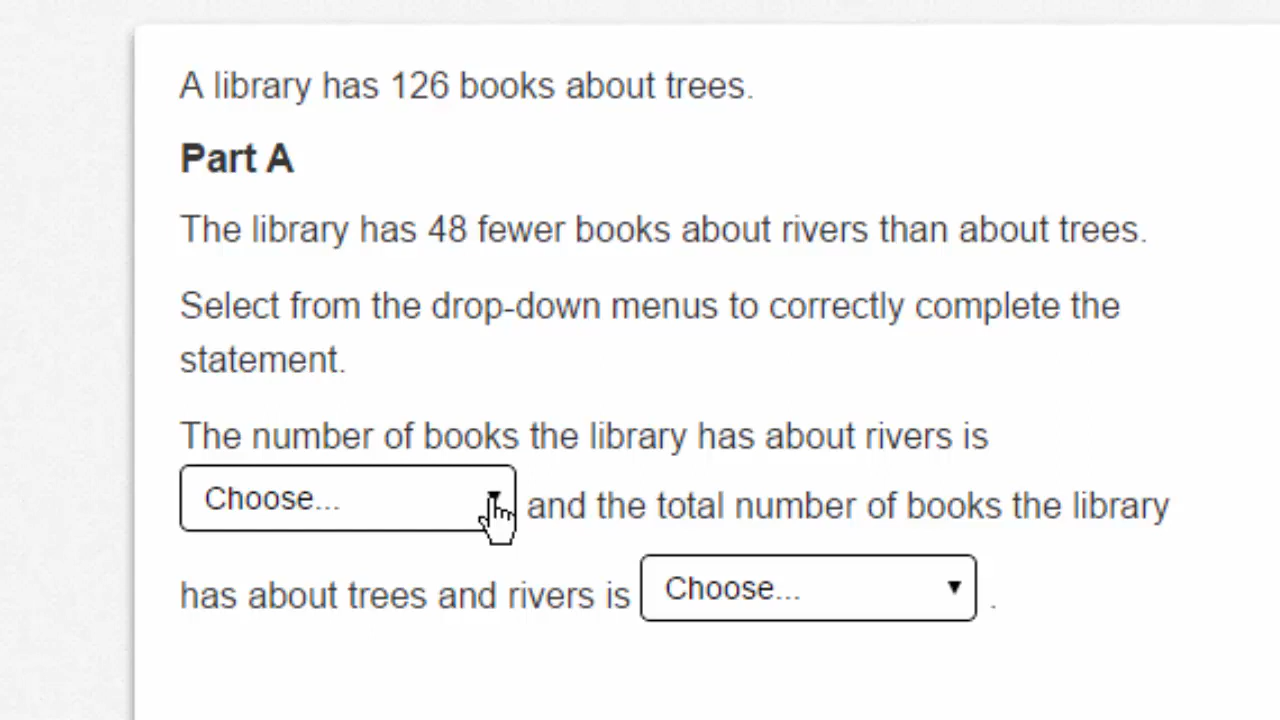 A library has 126 books about trees.
Part A
The library has 48 fewer books about rivers than about trees.
Select from the drop-down menus to correctly complete the
statement.
The number of books the library has about rivers is
Choose... and the total number of books the library
has about trees and rivers is Choose... .